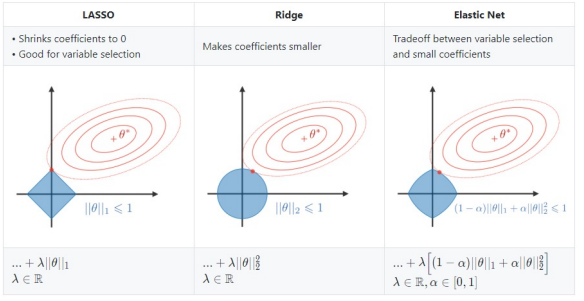 LASSO
Ridge
Elastic Net
• Shrinks coefficients to 0
• Good for variable selection
Makes coefficients smaller
Tradeoff between variable selection
and small coefficients
+ θ*
||θ||₁ ⩽ 1
+ θ*
||θ||₂ ⩽ 1
+ θ*
(1 − α)||θ||₁ + α||θ||₂² ⩽ 1
... + λ||θ||₁
λ ∈ ℝ
... + λ||θ||₂²
λ ∈ ℝ
... + λ[(1 − α)||θ||₁ + α||θ||₂²]
λ ∈ ℝ, α ∈ [0, 1]